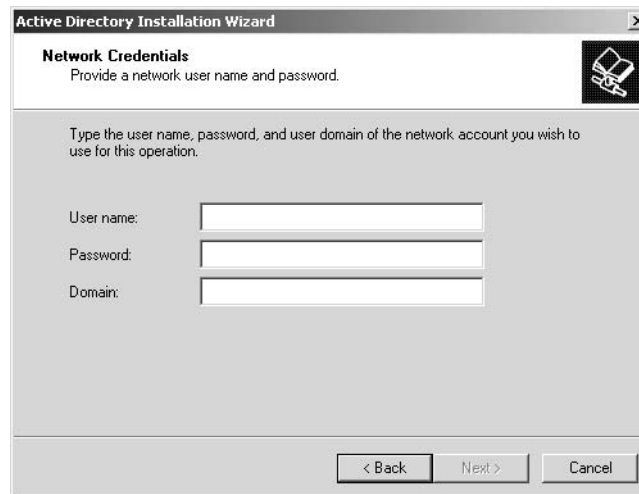 Active Directory Installation Wizard
Network Credentials
Provide a network user name and password.
Type the user name, password, and user domain of the network account you wish to
use for this operation.
User name:
Password:
Domain:
< Back Next > Cancel